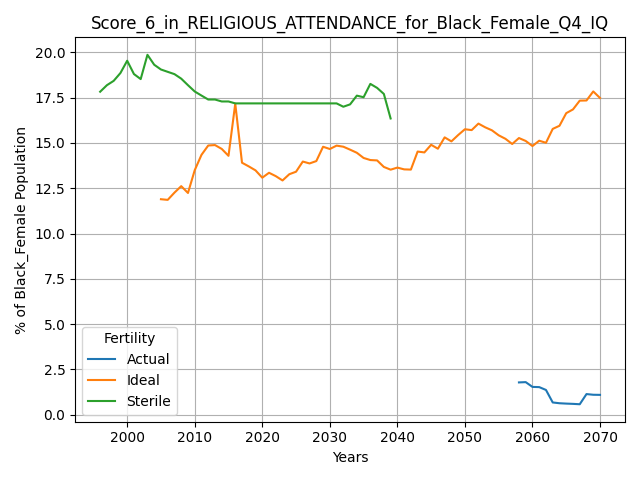 Score_6_in_RELIGIOUS_ATTENDANCE_for_Black_Female_Q4_IQ
% of Black_Female Population
20.0
17.5
15.0
12.5
10.0
7.5
5.0
2.5
0.0
Fertility
Actual
Ideal
Sterile
2000 2010 2020 2030 2040 2050 2060 2070
Years